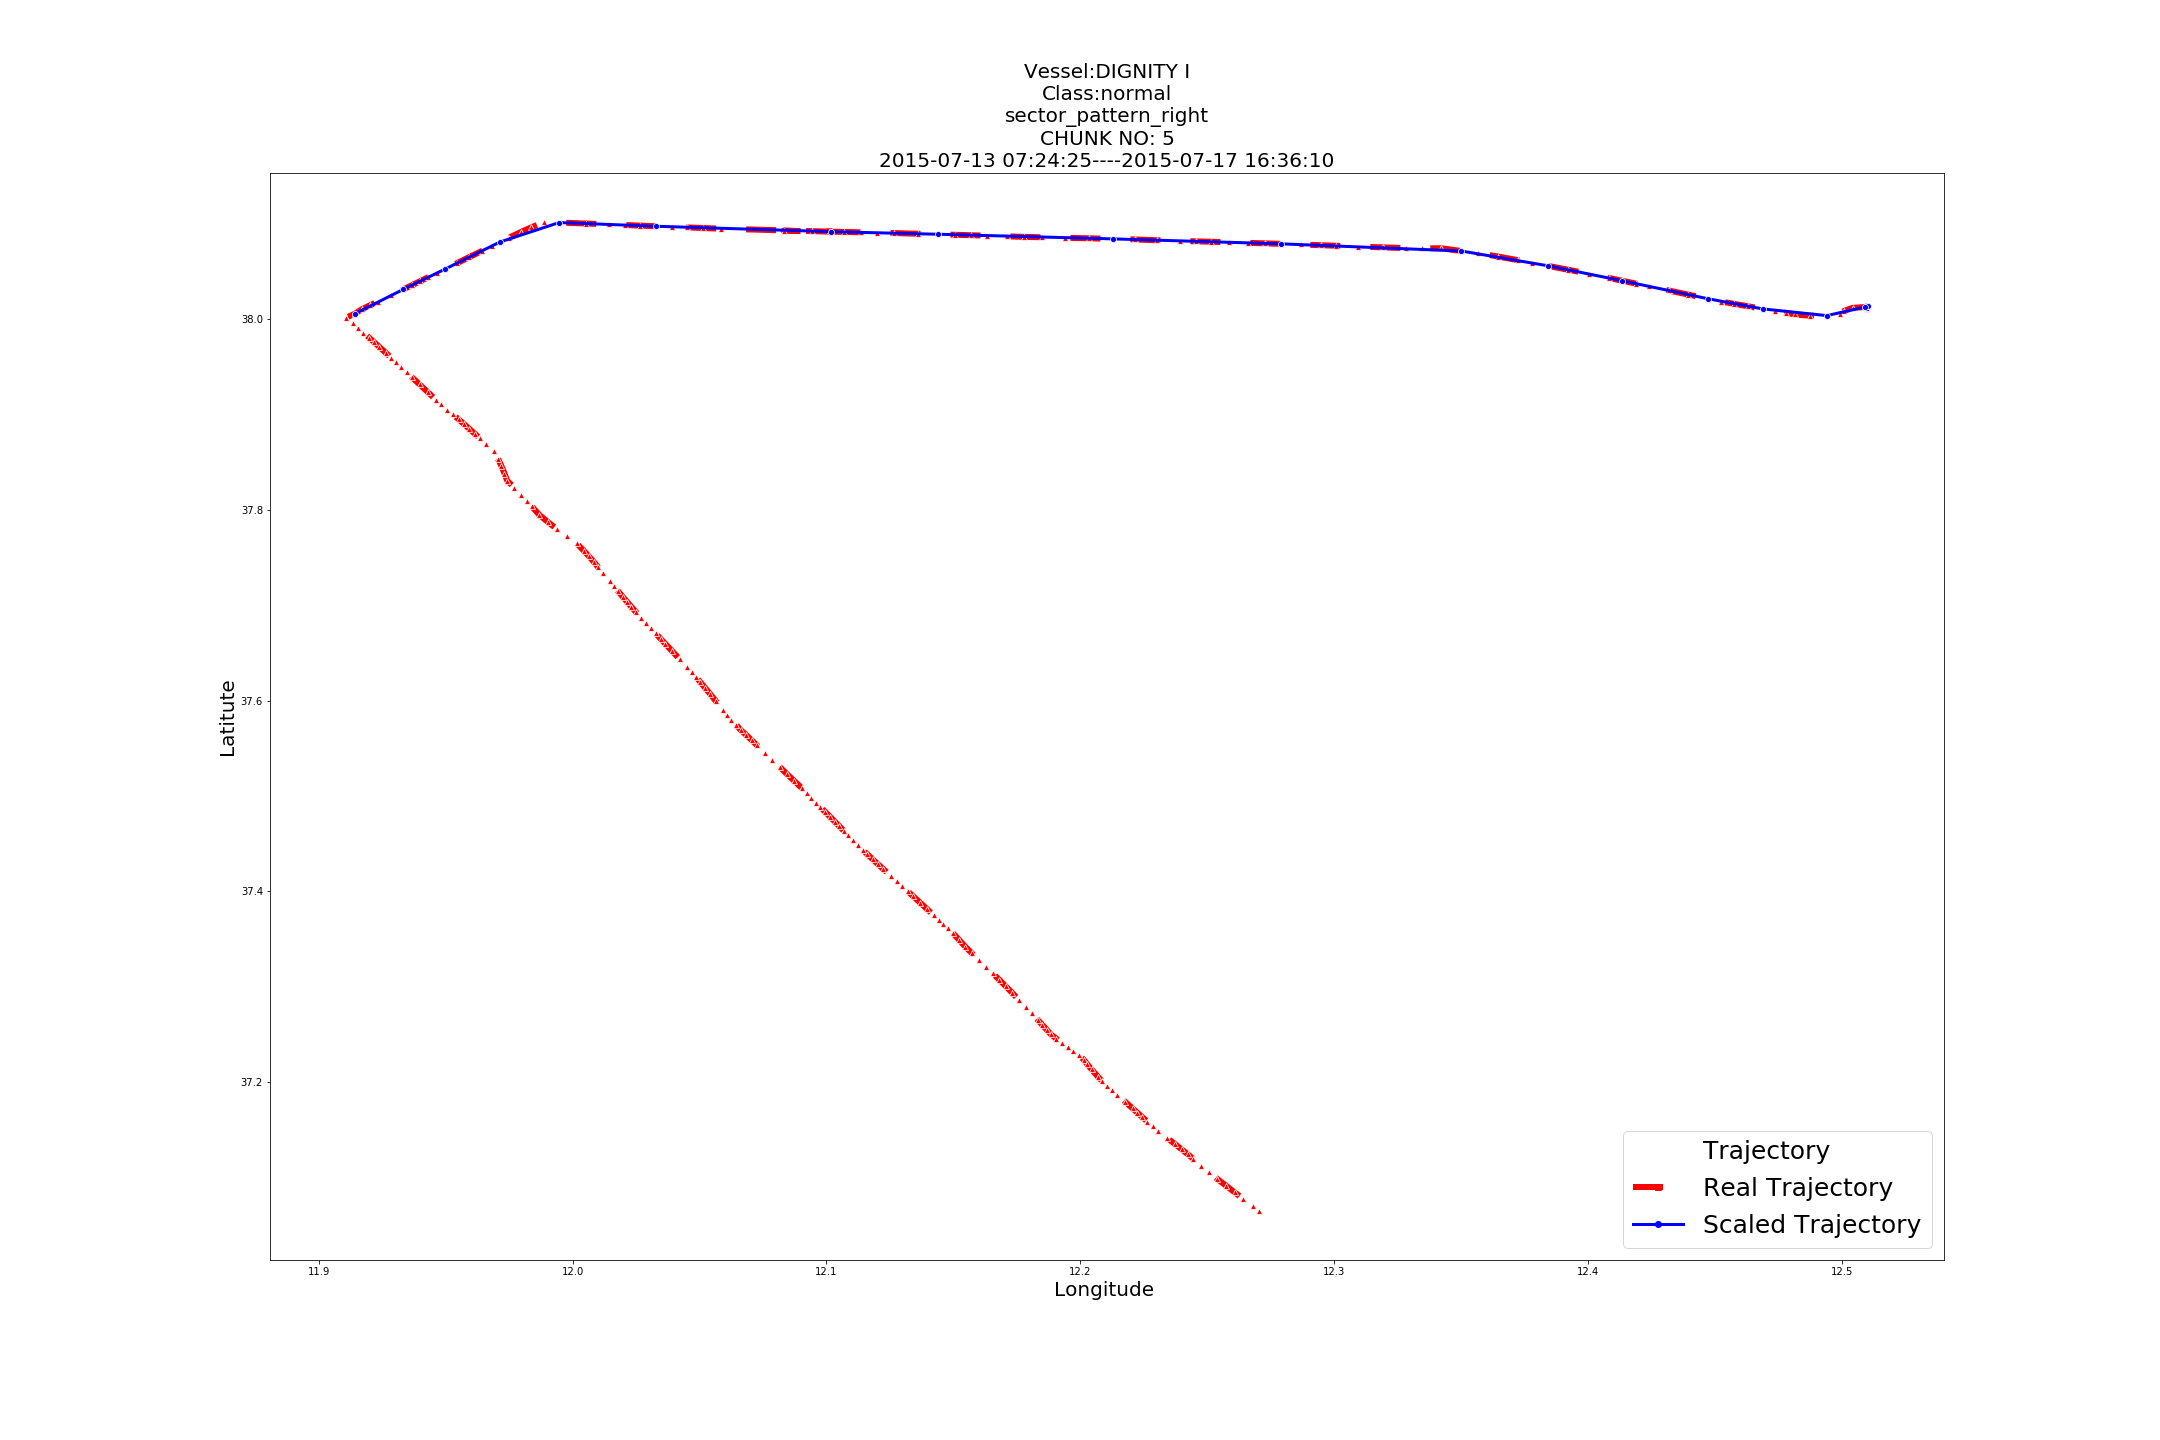 Vessel:DIGNITY I
Class:normal
sector_pattern_right
CHUNK NO: 5
2015-07-13 07:24:25----2015-07-17 16:36:10
38.0
37.8
37.6
37.4
37.2
Latitute
11.9 12.0 12.1 12.2 12.3 12.4 12.5
Longitude
Trajectory
Real Trajectory
Scaled Trajectory